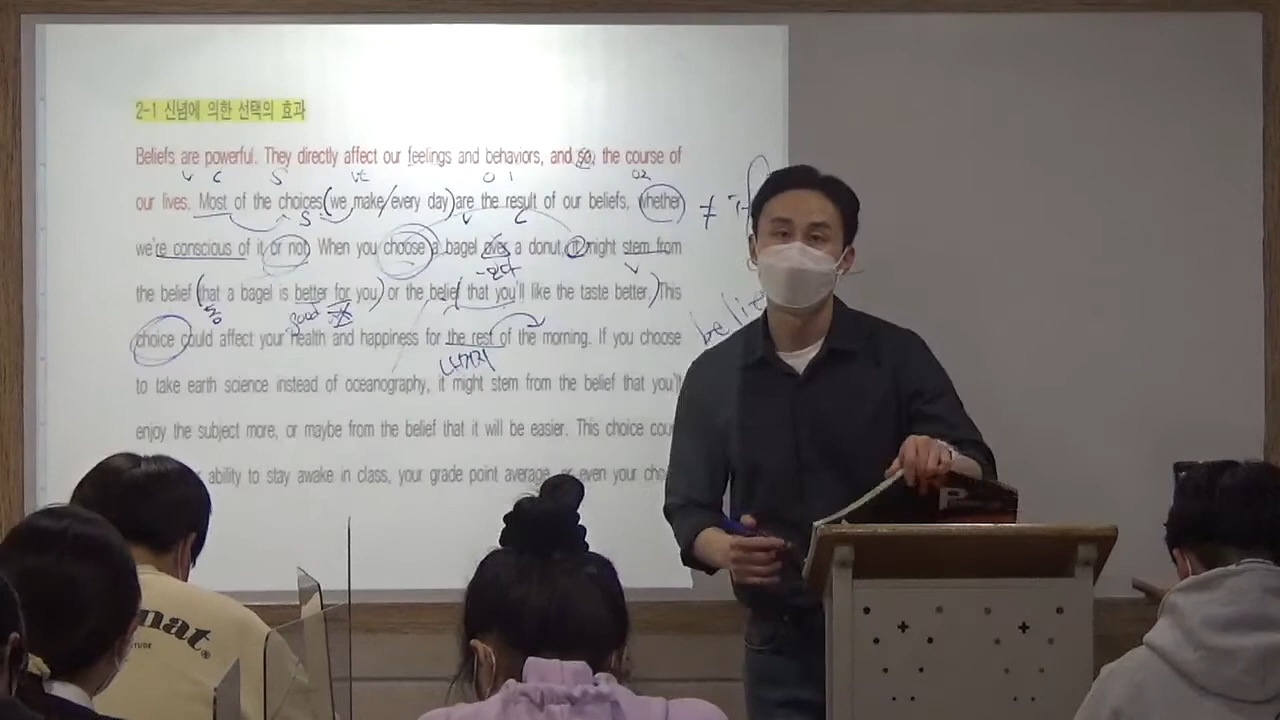 2-1 신념에 의한 선택의 효과
Beliefs are powerful. They directly affect our feelings and behaviors, and so, the course of
our lives. Most of the choices (we make/every day) are the result of our beliefs, whether
we're conscious of it or not. When you choose a bagel over a donut, it might stem from
the belief (that a bagel is better for you) or the belief (that you'll like the taste better.) This
choice could affect your health and happiness for the rest of the morning. If you choose
나머지
to take earth science instead of oceanography, it might stem from the belief that you'll
enjoy the subject more, or maybe from the belief that it will be easier. This choice
ability to stay awake in class, your grade point average, or even your
≠ if
good
nat.